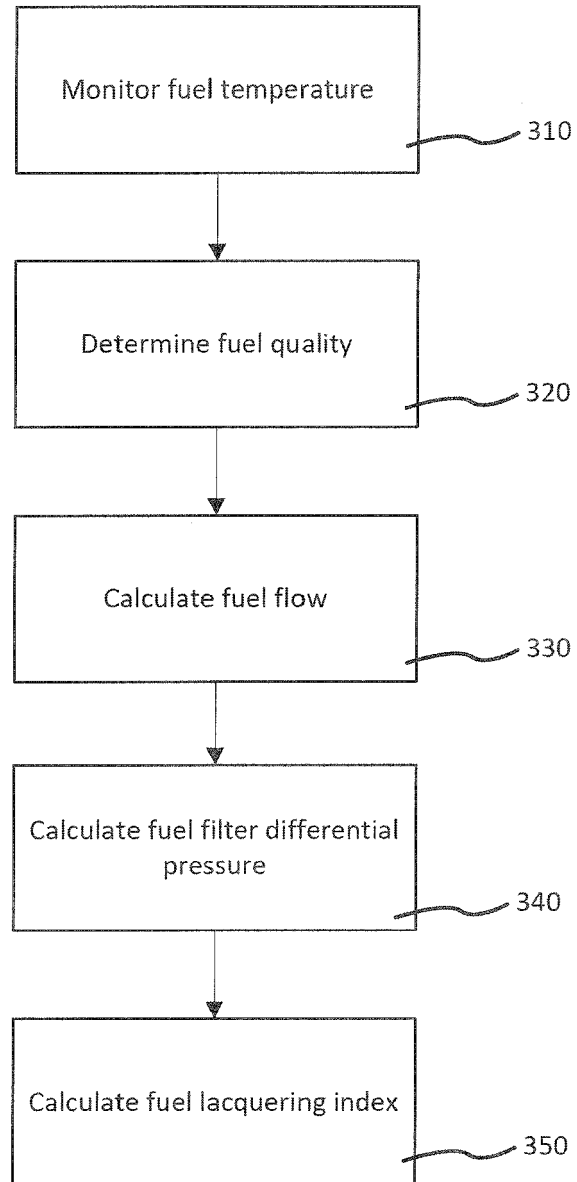 Monitor fuel temperature
310
Determine fuel quality
320
Calculate fuel flow
330
Calculate fuel filter differential
pressure
340
Calculate fuel lacquering index
350